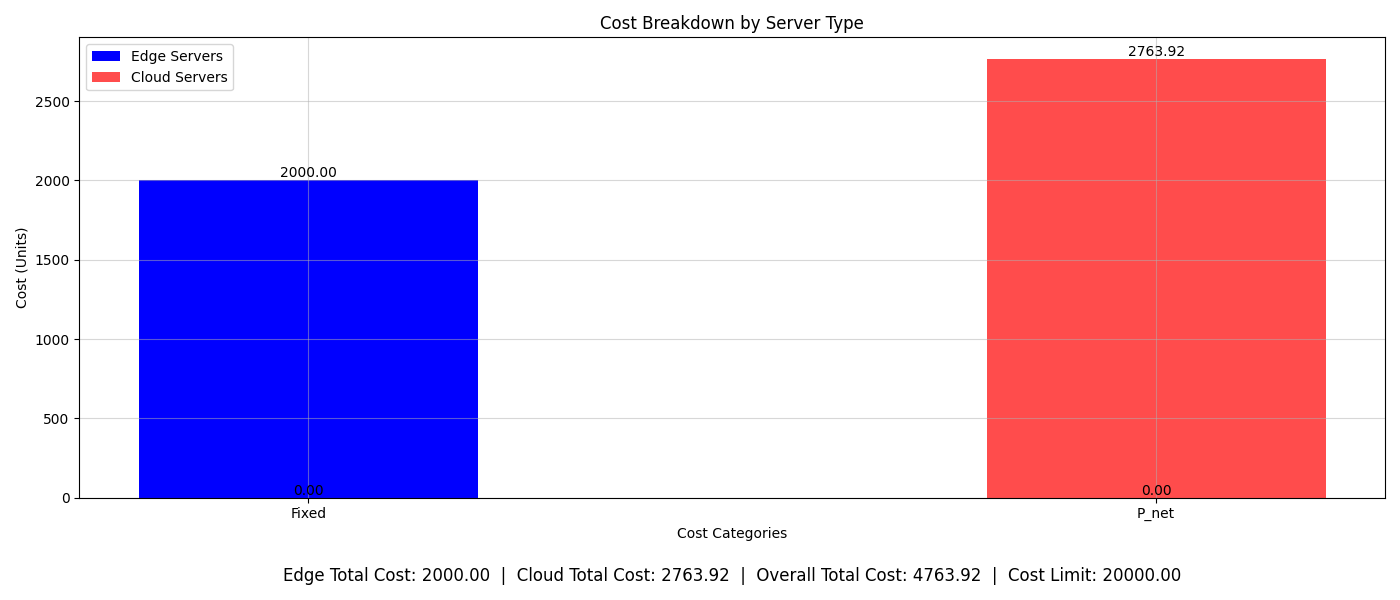 Cost Breakdown by Server Type
Edge Servers
Cloud Servers
2763.92
2500
2000.00
2000
1500
Cost (Units)
1000
500
0.00
0.00
0
Fixed
P_net
Cost Categories
Edge Total Cost: 2000.00 | Cloud Total Cost: 2763.92 | Overall Total Cost: 4763.92 | Cost Limit: 20000.00